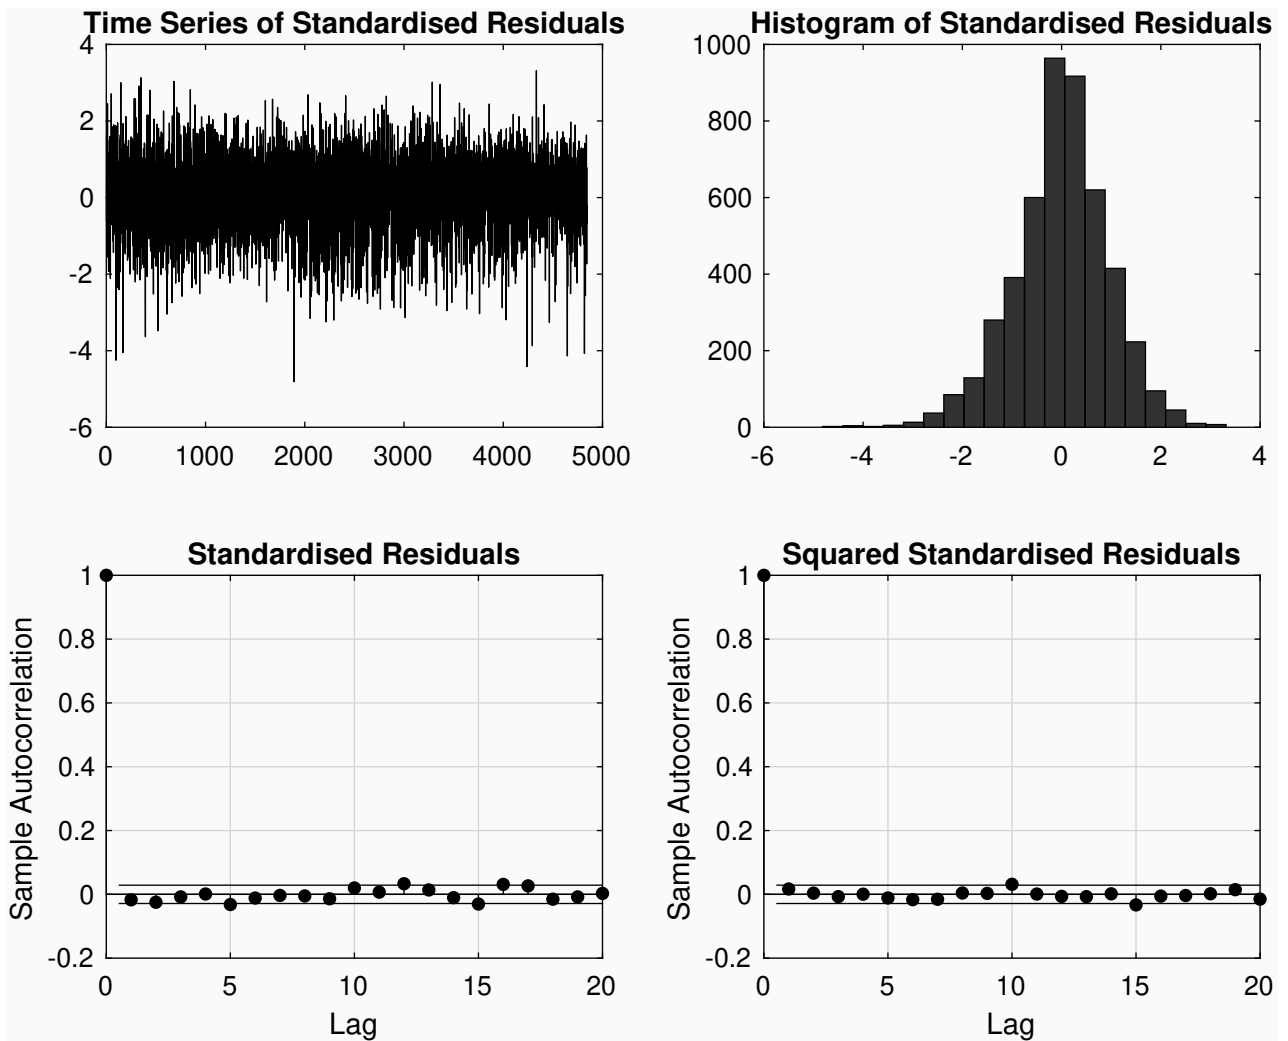 Time Series of Standardised Residuals
4
2
0
-2
-4
-6
0 1000 2000 3000 4000 5000
Histogram of Standardised Residuals
1000
800
600
400
200
0
-6 -4 -2 0 2 4
Standardised Residuals
Sample Autocorrelation
1
0.8
0.6
0.4
0.2
0
-0.2
0 5 10 15 20
Lag
Squared Standardised Residuals
Sample Autocorrelation
1
0.8
0.6
0.4
0.2
0
-0.2
0 5 10 15 20
Lag